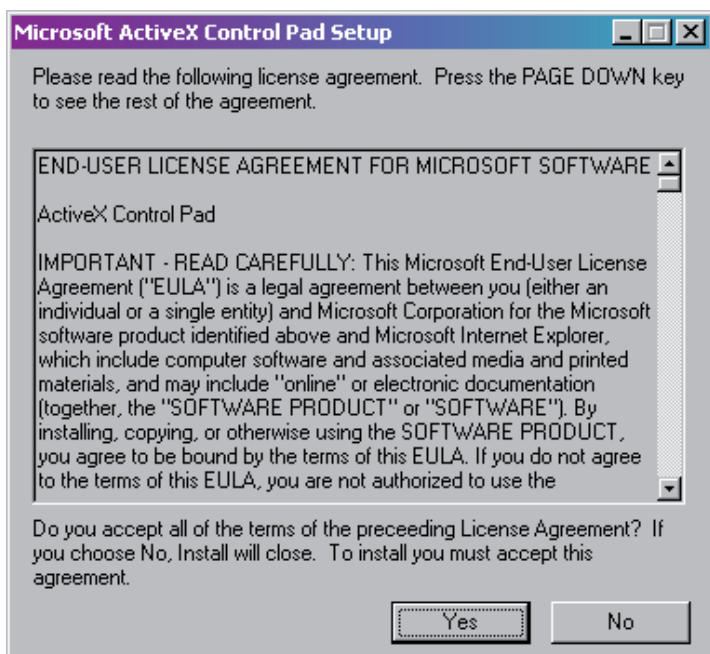 Microsoft ActiveX Control Pad Setup
Please read the following license agreement.  Press the PAGE DOWN key
to see the rest of the agreement.
END-USER LICENSE AGREEMENT FOR MICROSOFT SOFTWARE
ActiveX Control Pad
IMPORTANT - READ CAREFULLY: This Microsoft End-User License
Agreement ("EULA") is a legal agreement between you (either an
individual or a single entity) and Microsoft Corporation for the Microsoft
software product identified above and Microsoft Internet Explorer,
which include computer software and associated media and printed
materials, and may include "online" or electronic documentation
(together, the "SOFTWARE PRODUCT" or "SOFTWARE"). By
installing, copying, or otherwise using the SOFTWARE PRODUCT,
you agree to be bound by the terms of this EULA. If you do not agree
to the terms of this EULA, you are not authorized to use the
Do you accept all of the terms of the preceeding License Agreement?  If
you choose No, Install will close.  To install you must accept this
agreement.
Yes No